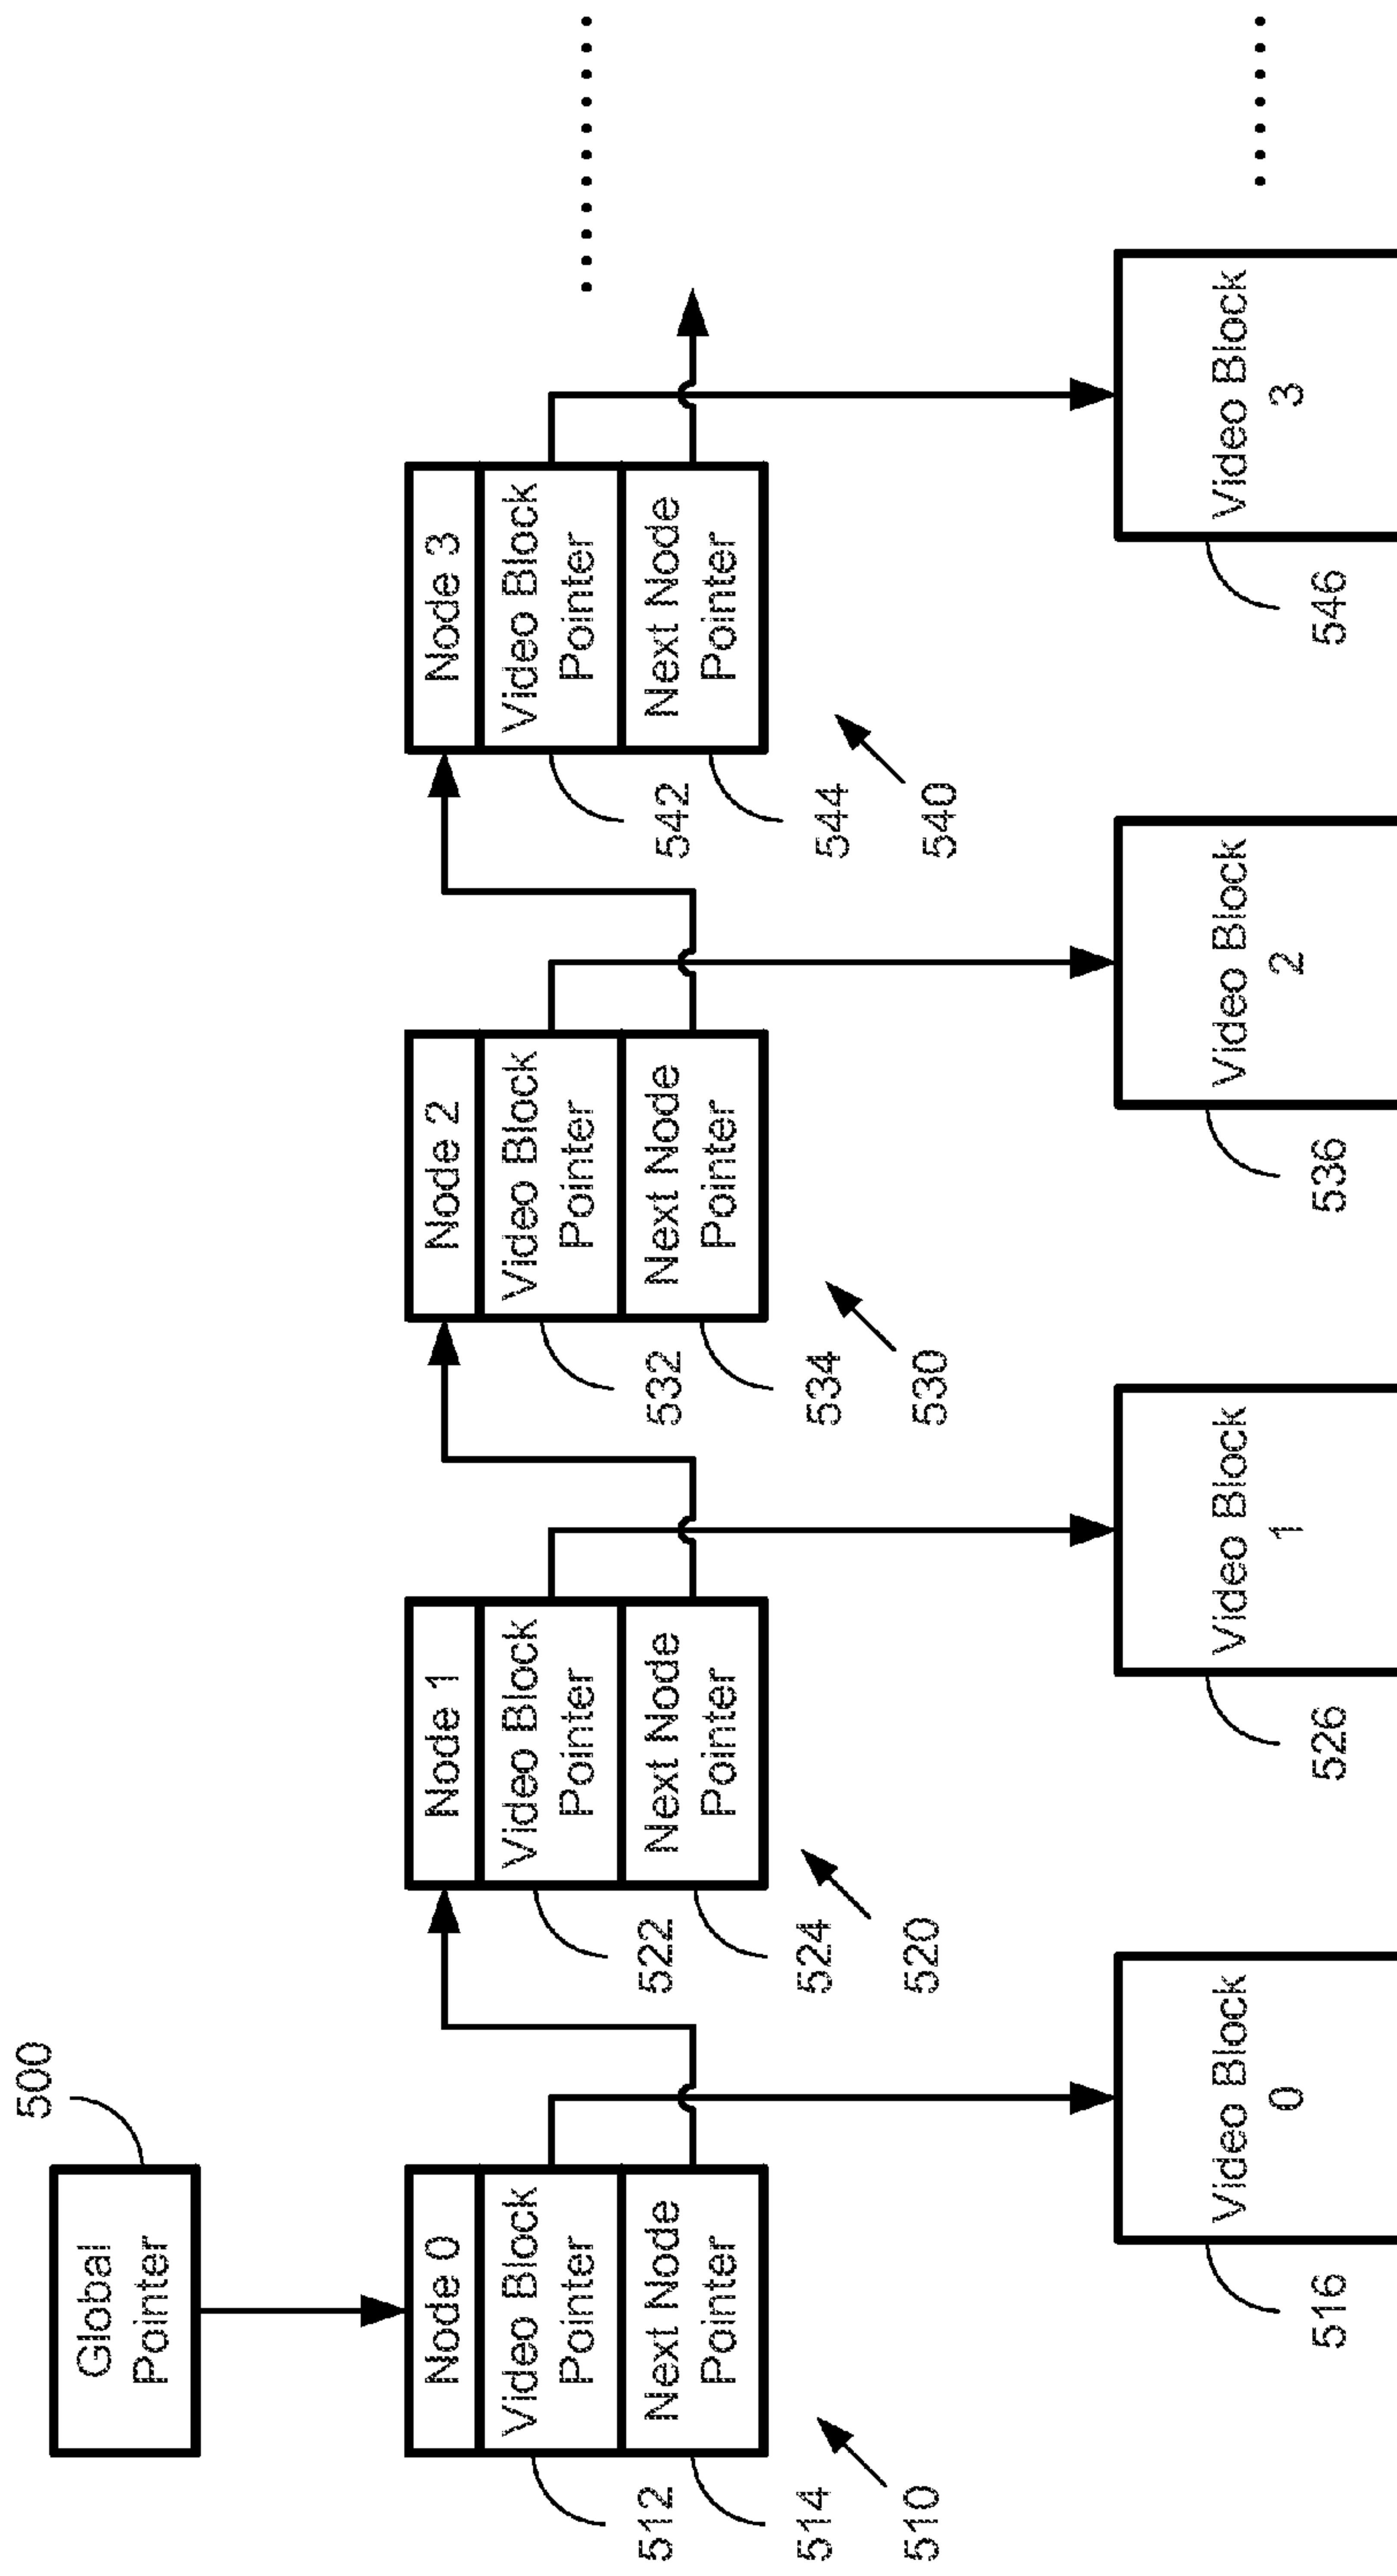 500
Global
Pointer
Node 0
Video Block
Pointer
Next Node
Pointer
512
514
510
Node 1
Video Block
Pointer
Next Node
Pointer
522
524
520
Node 2
Video Block
Pointer
Next Node
Pointer
532
534
530
Node 3
Video Block
Pointer
Next Node
Pointer
542
544
540
Video Block
0
516
Video Block
1
526
Video Block
2
536
Video Block
3
546